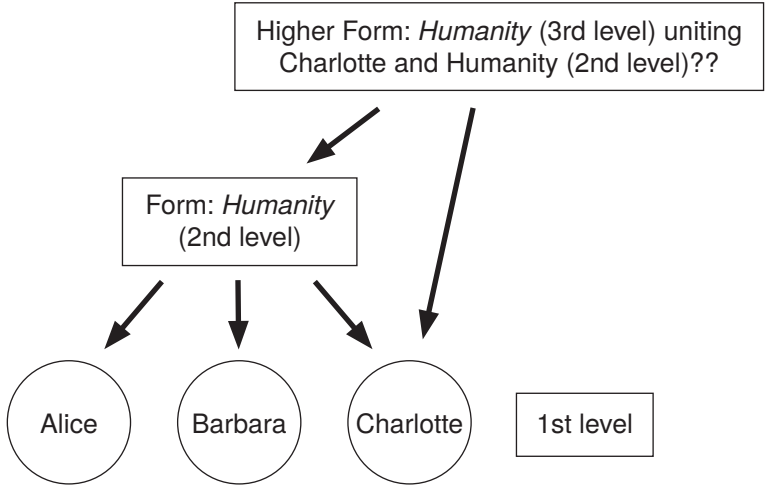 Higher Form: Humanity (3rd level) uniting
Charlotte and Humanity (2nd level)??
Form: Humanity
(2nd level)
Alice
Barbara
Charlotte
1st level